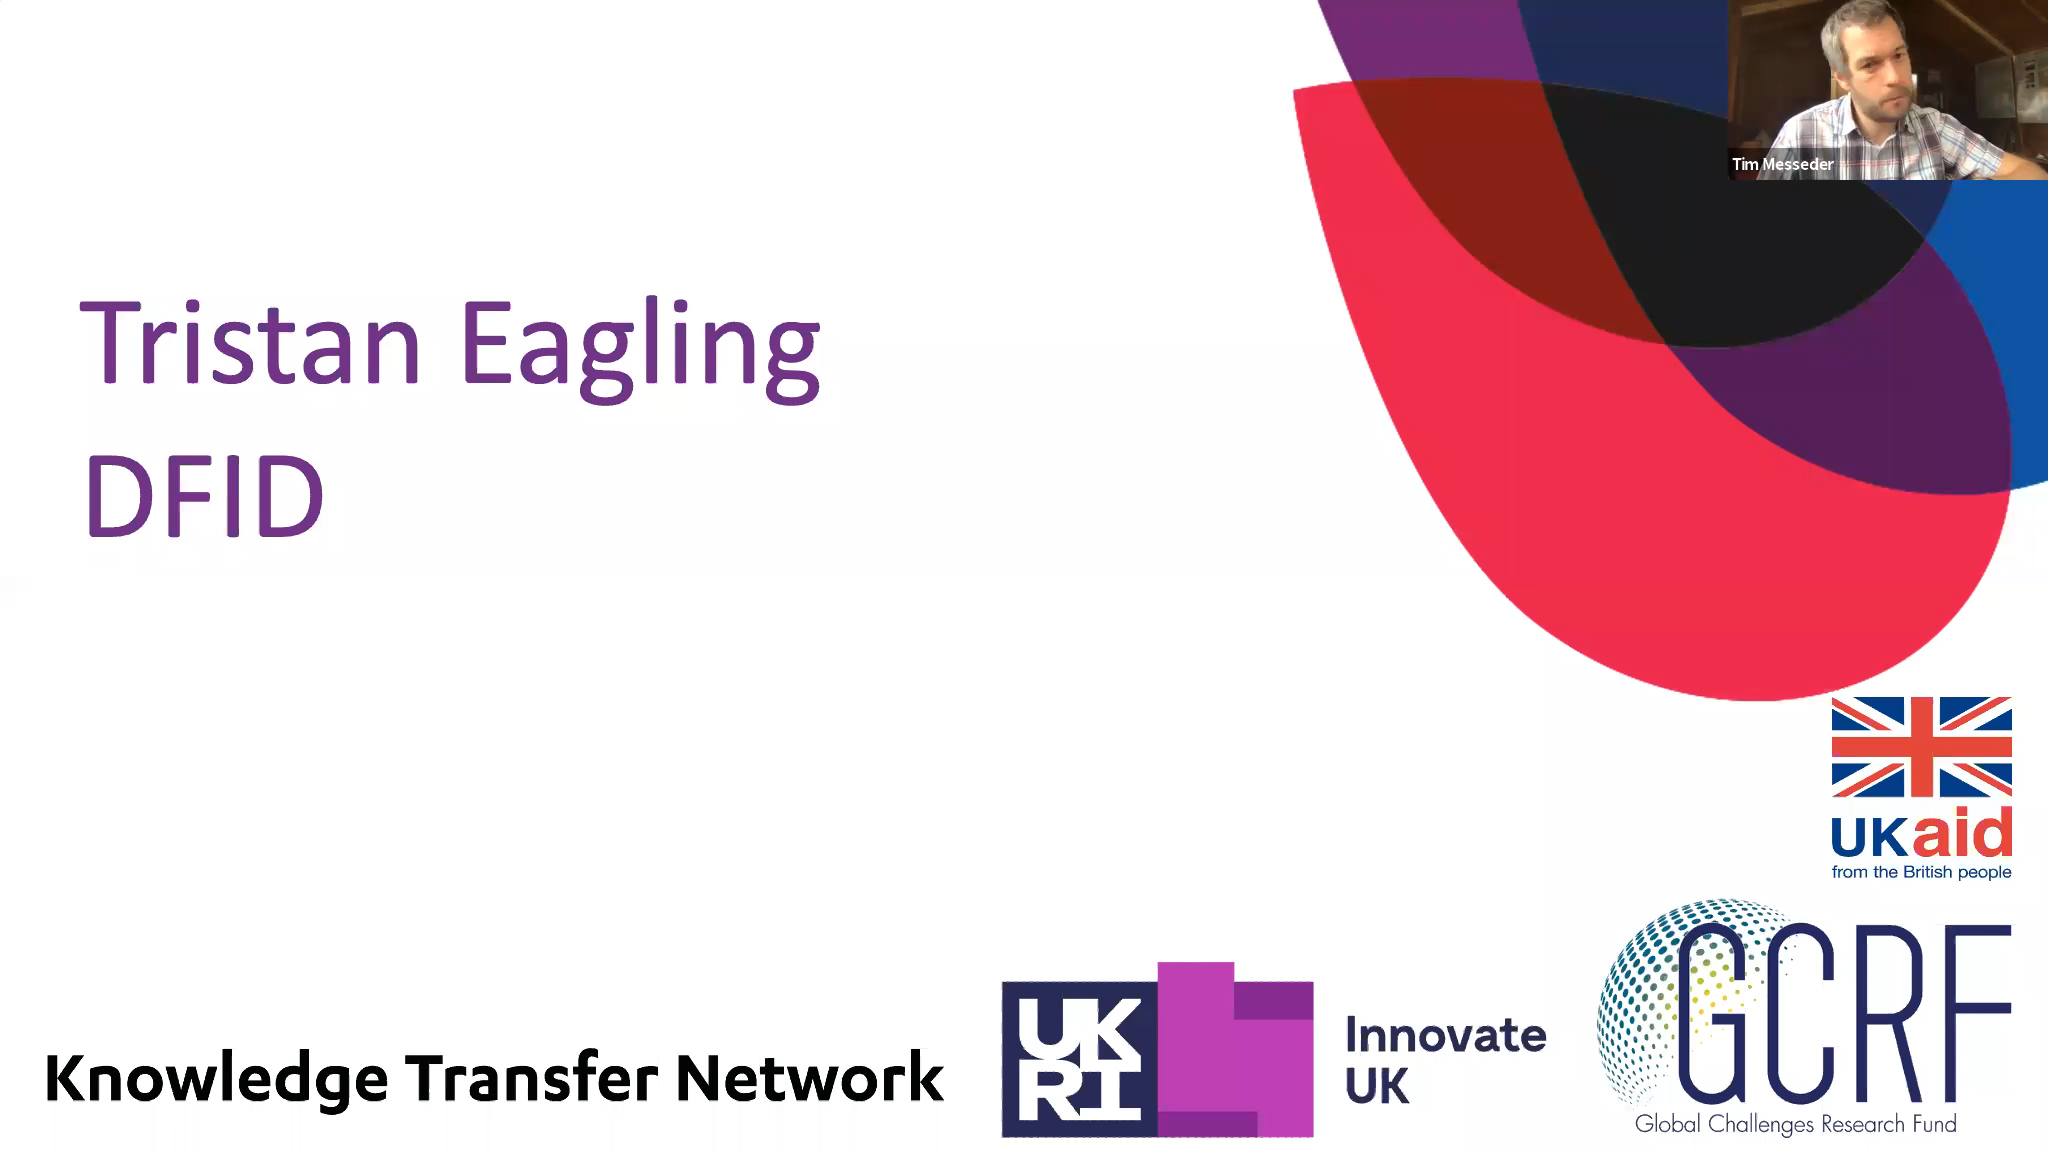 Tim Messeder
Tristan Eagling
DFID
UKaid
from the British people
Knowledge Transfer Network
UK
RI
Innovate
UK
GCRF
Global Challenges Research Fund